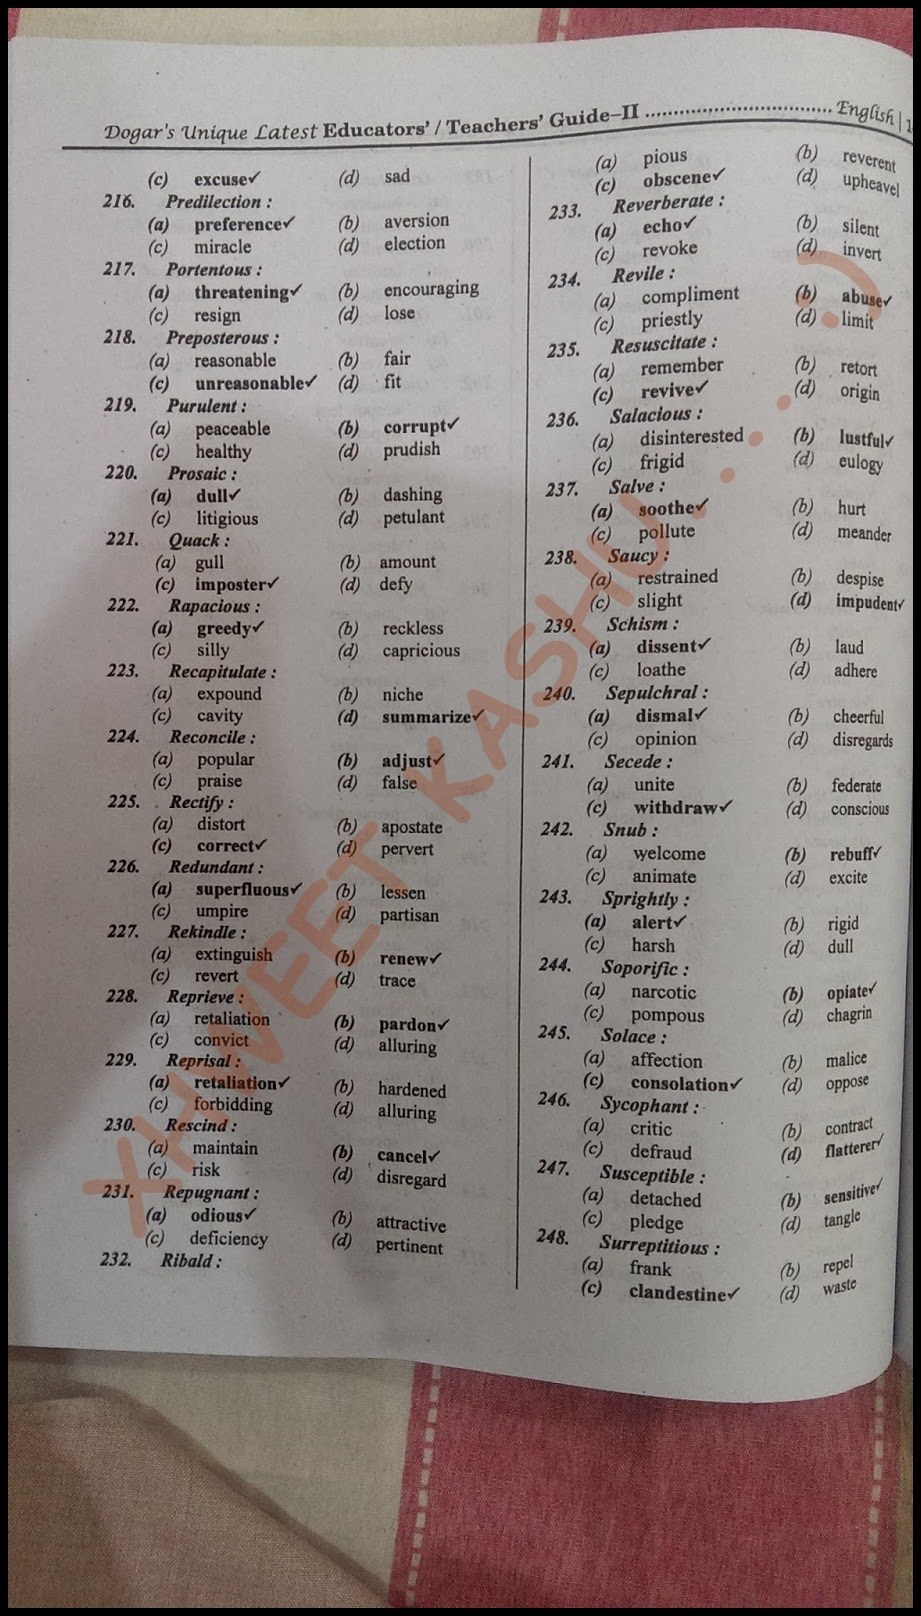 Dogar's Unique Latest Educators' / Teachers' Guide–II ................................ English | 1
(c) excuse✓ (d) sad
216. Predilection :
(a) preference✓ (b) aversion
(c) miracle (d) election
217. Portentous :
(a) threatening✓ (b) encouraging
(c) resign (d) lose
218. Preposterous :
(a) reasonable (b) fair
(c) unreasonable✓ (d) fit
219. Purulent :
(a) peaceable (b) corrupt✓
(c) healthy (d) prudish
220. Prosaic :
(a) dull✓ (b) dashing
(c) litigious (d) petulant
221. Quack :
(a) gull (b) amount
(c) imposter✓ (d) defy
222. Rapacious :
(a) greedy✓ (b) reckless
(c) silly (d) capricious
223. Recapitulate :
(a) expound (b) niche
(c) cavity (d) summarize✓
224. Reconcile :
(a) popular (b) adjust✓
(c) praise (d) false
225. Rectify :
(a) distort (b) apostate
(c) correct✓ (d) pervert
226. Redundant :
(a) superfluous✓ (b) lessen
(c) umpire (d) partisan
227. Rekindle :
(a) extinguish (b) renew✓
(c) revert (d) trace
228. Reprieve :
(a) retaliation (b) pardon✓
(c) convict (d) alluring
229. Reprisal :
(a) retaliation✓ (b) hardened
(c) forbidding (d) alluring
230. Rescind :
(a) maintain (b) cancel✓
(c) risk (d) disregard
231. Repugnant :
(a) odious✓ (b) attractive
(c) deficiency (d) pertinent
232. Ribald :
(a) pious (b) reverent
(c) obscene✓ (d) upheavel
233. Reverberate :
(a) echo✓ (b) silent
(c) revoke (d) invert
234. Revile :
(a) compliment (b) abuse✓
(c) priestly (d) limit
235. Resuscitate :
(a) remember (b) retort
(c) revive✓ (d) origin
236. Salacious :
(a) disinterested (b) lustful✓
(c) frigid (d) eulogy
237. Salve :
(a) soothe✓ (b) hurt
(c) pollute (d) meander
238. Saucy :
(a) restrained (b) despise
(c) slight (d) impudent✓
239. Schism :
(a) dissent✓ (b) laud
(c) loathe (d) adhere
240. Sepulchral :
(a) dismal✓ (b) cheerful
(c) opinion (d) disregards
241. Secede :
(a) unite (b) federate
(c) withdraw✓ (d) conscious
242. Snub :
(a) welcome (b) rebuff✓
(c) animate (d) excite
243. Sprightly :
(a) alert✓ (b) rigid
(c) harsh (d) dull
244. Soporific :
(a) narcotic (b) opiate✓
(c) pompous (d) chagrin
245. Solace :
(a) affection (b) malice
(c) consolation✓ (d) oppose
246. Sycophant :
(a) critic (b) contract
(c) defraud (d) flatterer✓
247. Susceptible :
(a) detached (b) sensitive✓
(c) pledge (d) tangle
248. Surreptitious :
(a) frank (b) repel
(c) clandestine✓ (d) waste
XHWEET KASHU....:)